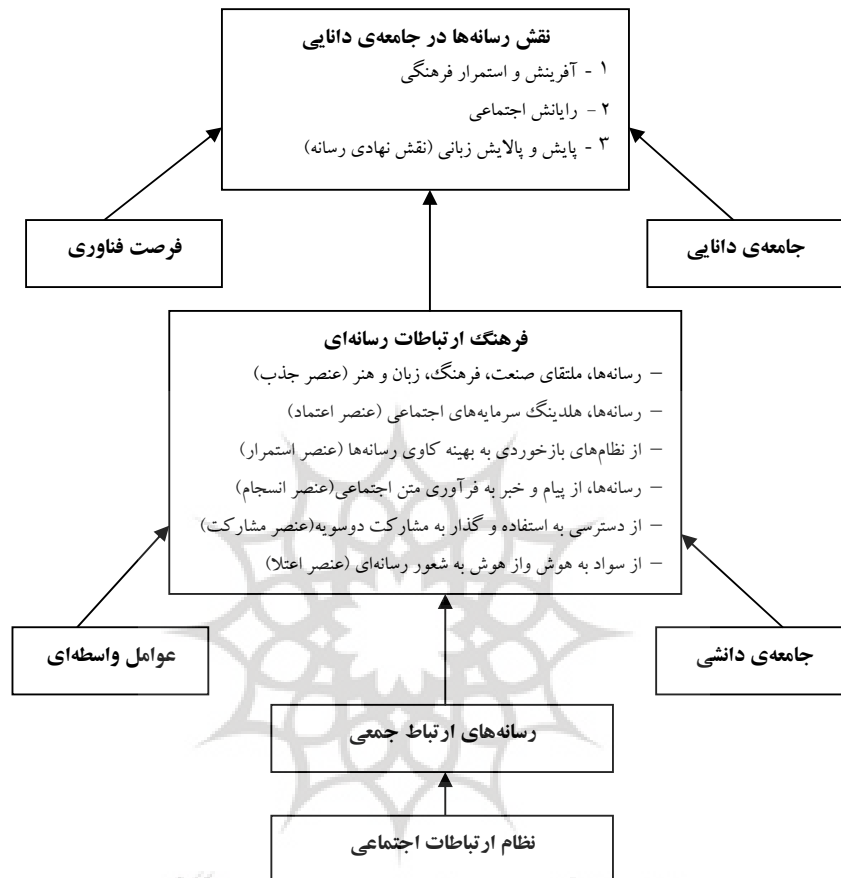 نقش رسانه‌ها در جامعه‌ی دانایی
۱ - آفرینش و استمرار فرهنگی
۲ - رایانش اجتماعی
۳ - پایش و پالایش زبانی (نقش نهادی رسانه)
جامعه‌ی دانایی
فرصت فناوری
فرهنگ ارتباطات رسانه‌ای
– رسانه‌ها، ملتقای صنعت، فرهنگ، زبان و هنر (عنصر جذب)
– رسانه‌ها، هلدینگ سرمایه‌های اجتماعی (عنصر اعتماد)
– از نظام‌های بازخوردی به بهینه کاوی رسانه‌ها (عنصر استمرار)
– رسانه‌ها، از پیام و خبر به فرآوری متن اجتماعی(عنصر انسجام)
– از دسترسی به استفاده و گذار به مشارکت دوسویه(عنصر مشارکت)
– از سواد به هوش واز هوش به شعور رسانه‌ای (عنصر اعتلا)
جامعه‌ی دانشی
عوامل واسطه‌ای
رسانه‌های ارتباط جمعی
نظام ارتباطات اجتماعی